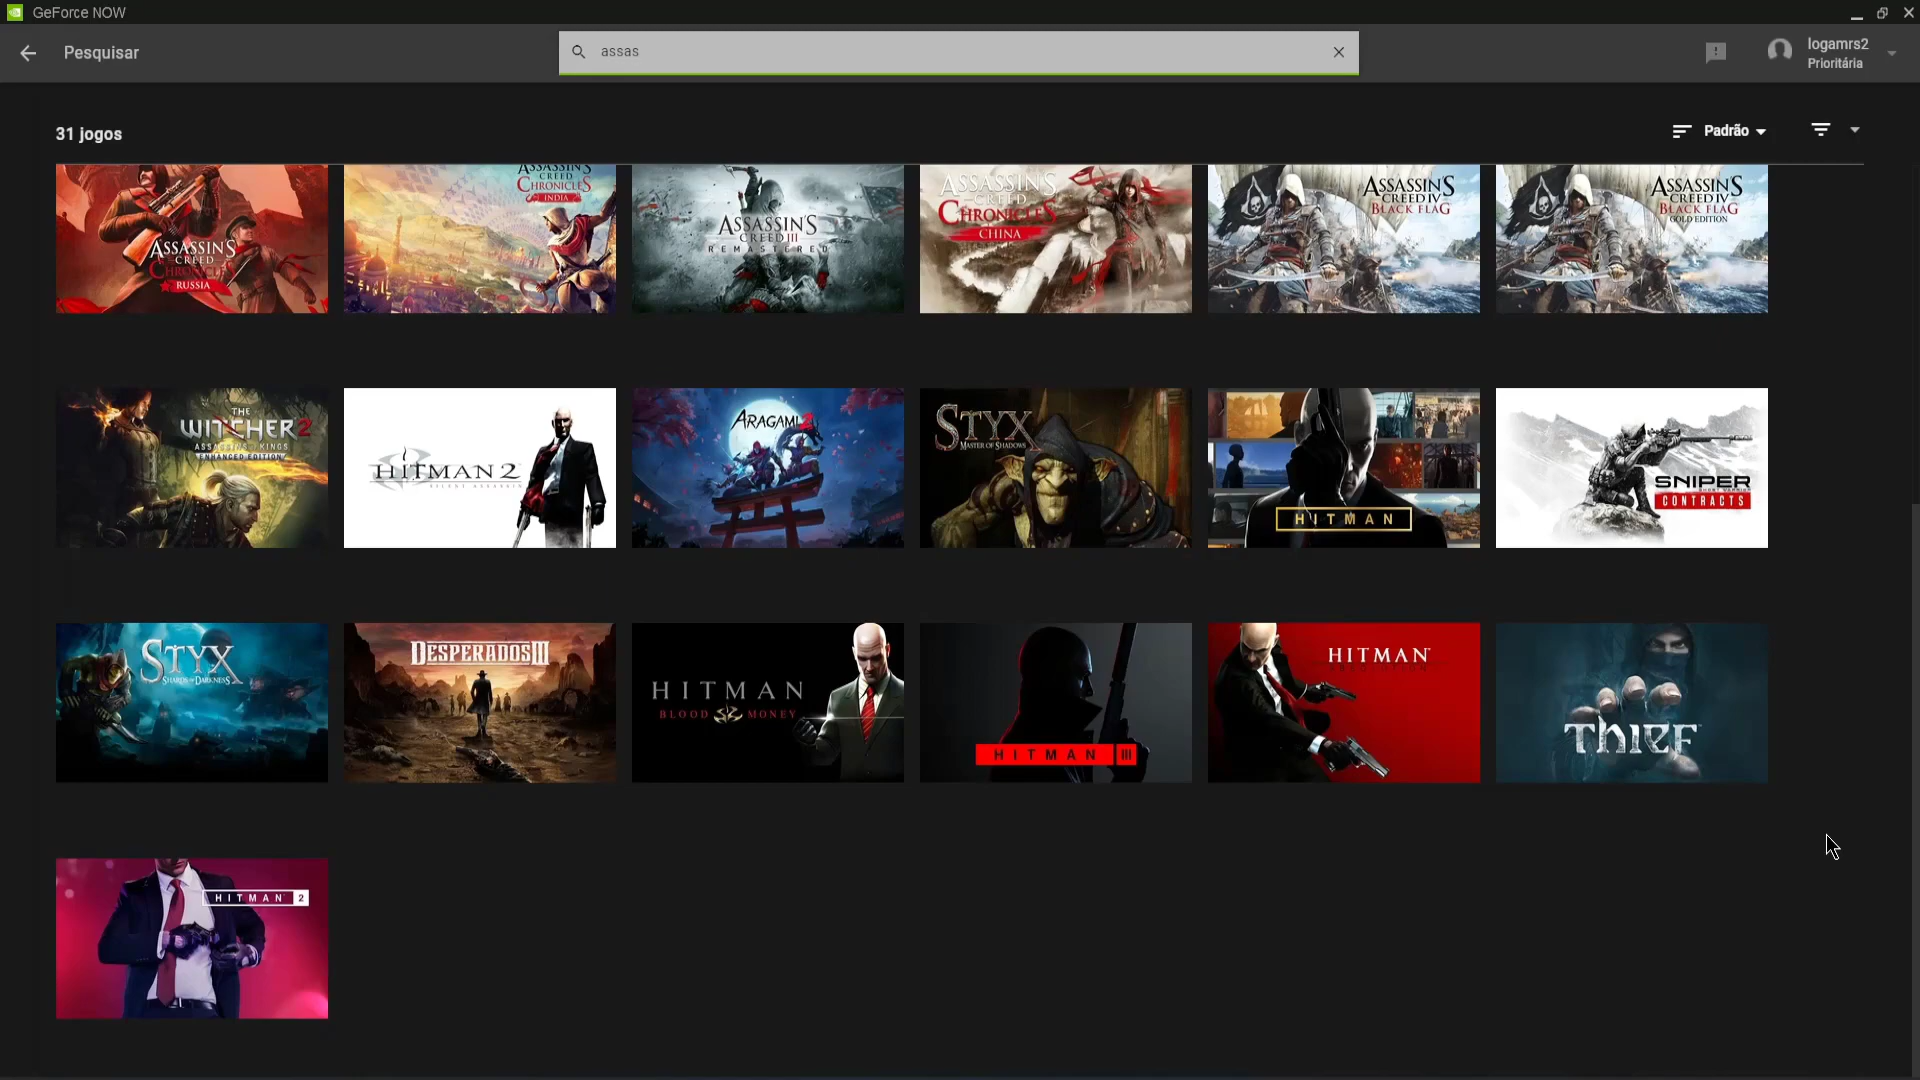 GeForce NOW
Pesquisar
assas
logamrs2
Prioritária
31 jogos
Padrão
ASSASSIN'S
CREED
CHRONICLES
RUSSIA
ASSASSIN'S
CREED
CHRONICLES
INDIA
ASSASSIN'S
CREED III
REMASTERED
ASSASSIN'S
CREED
CHRONICLES
CHINA
ASSASSIN'S
CREED IV
BLACK FLAG
ASSASSIN'S
CREED IV
BLACK FLAG
GOLD EDITION
THE
WITCHER 2
ASSASSINS OF KINGS
ENHANCED EDITION
HITMAN 2
SILENT ASSASSIN
ARAGAMI 2
STYX
MASTER OF SHADOWS
HITMAN
SNIPER
CONTRACTS
STYX
SHARDS OF DARKNESS
DESPERADOS III
HITMAN
BLOOD MONEY
HITMAN III
HITMAN
THIEF
HITMAN 2